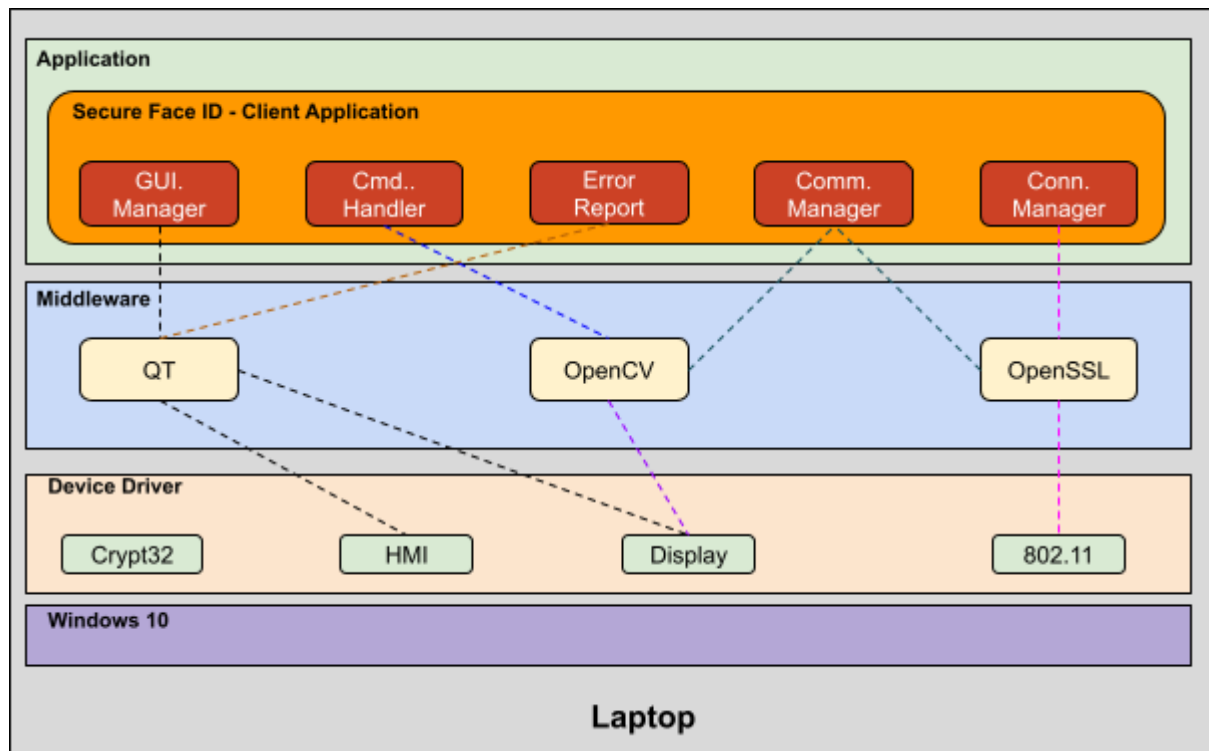 Application
Secure Face ID - Client Application
GUI.
Manager
Cmd..
Handler
Error
Report
Comm.
Manager
Conn.
Manager
Middleware
QT
OpenCV
OpenSSL
Device Driver
Crypt32
HMI
Display
802.11
Windows 10
Laptop